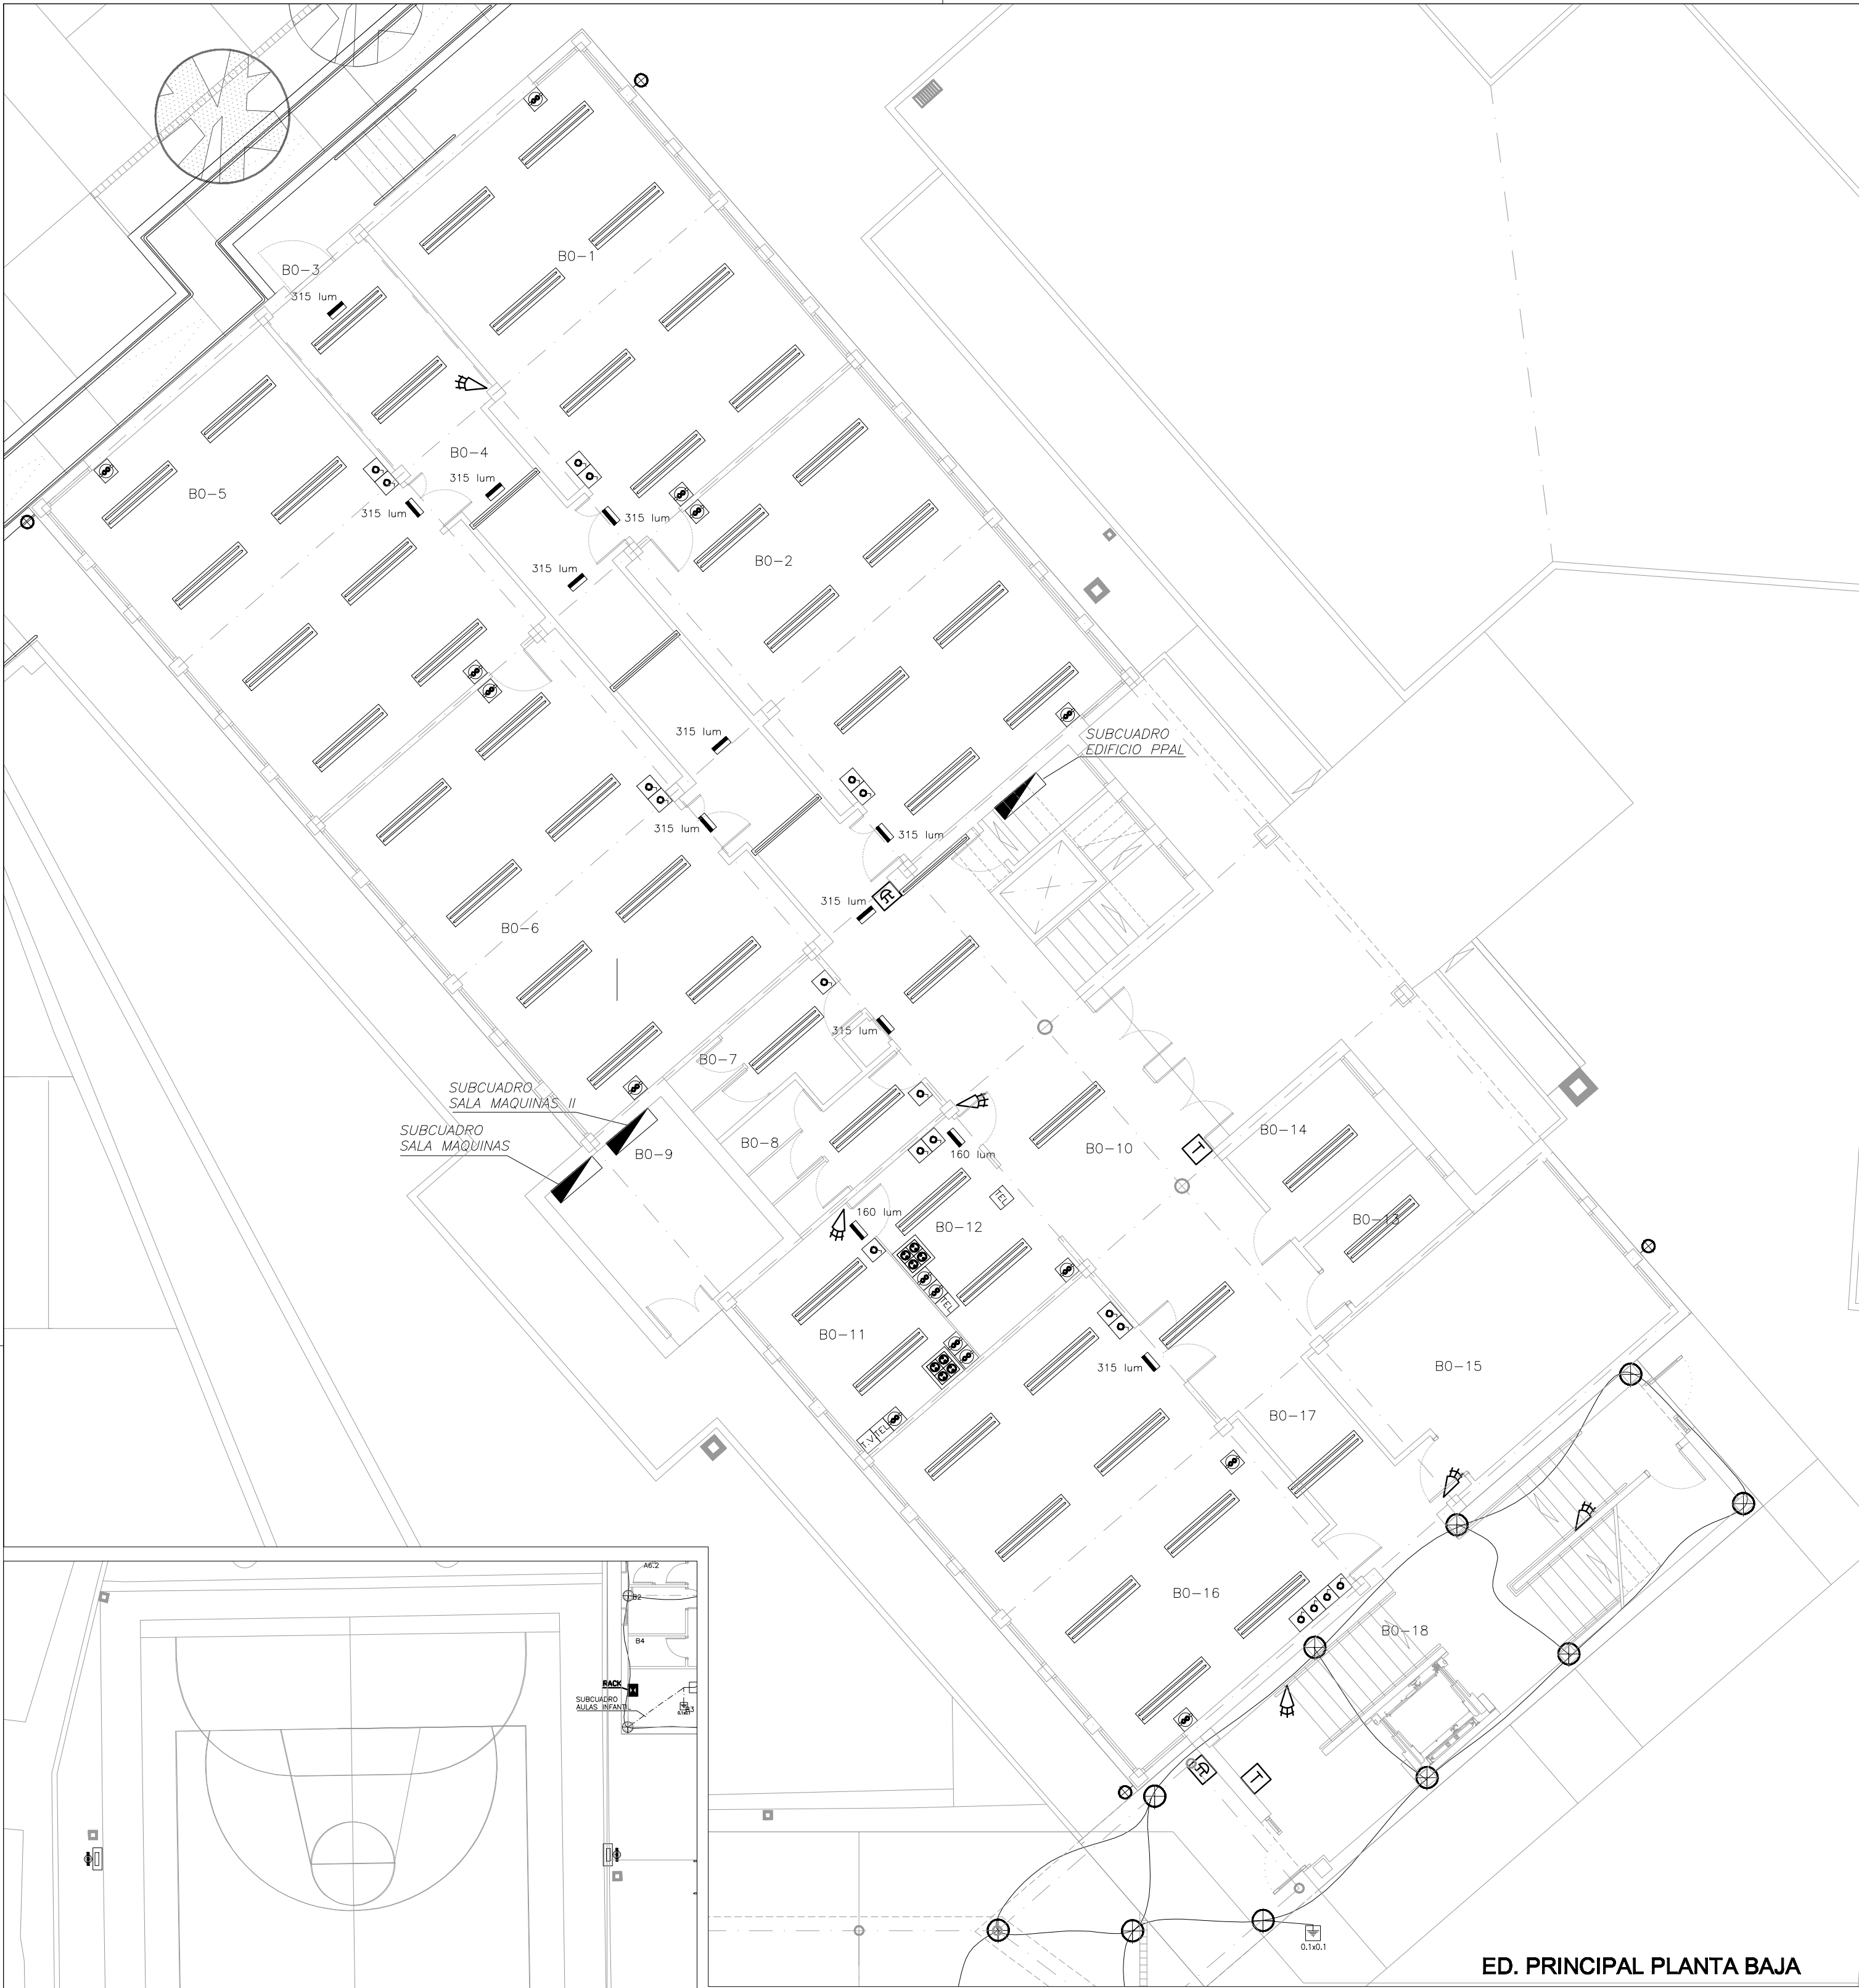 B0-1
B0-3
315 lum
B0-4
315 lum
B0-5
315 lum
315 lum
B0-2
315 lum
SUBCUADRO
EDIFICIO PPAL
315 lum
315 lum
315 lum
315 lum
B0-6
315 lum
B0-7
SUBCUADRO
SALA MAQUINAS II
SUBCUADRO
SALA MAQUINAS
B0-8
B0-9
B0-10
B0-14
T
160 lum
TEL
160 lum
B0-12
B0-13
TEL
B0-11
315 lum
B0-15
B0-17
T.V
TEL
B0-16
B0-18
T
A6.2
B2
B4
RACK
SUBCUADRO
AULAS INFANTI
0.1x0.1
ED. PRINCIPAL PLANTA BAJA